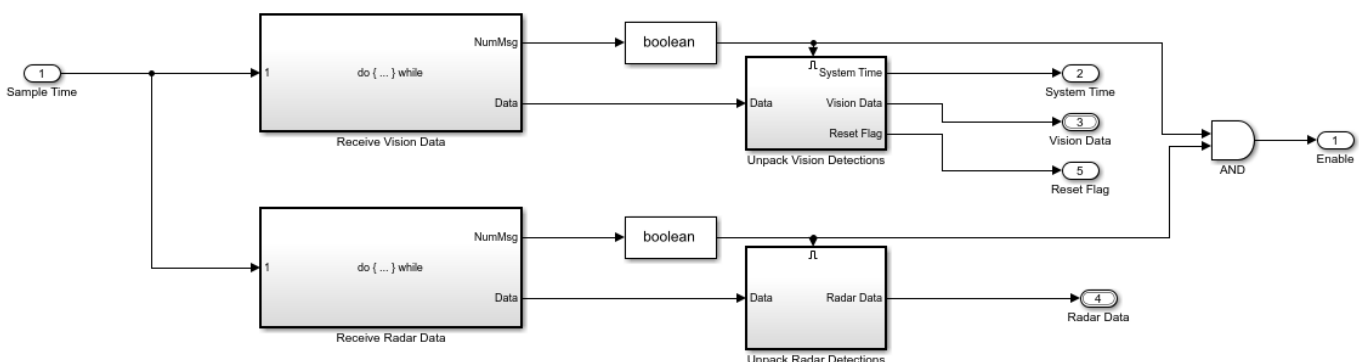 NumMsg
boolean
1
Sample Time
1
do { ... } while
Data
Receive Vision Data
System Time
Data
Vision Data
Reset Flag
Unpack Vision Detections
2
System Time
3
Vision Data
5
Reset Flag
AND
1
Enable
NumMsg
boolean
1
do { ... } while
Data
Receive Radar Data
Data
Radar Data
Unpack Radar Detections
4
Radar Data